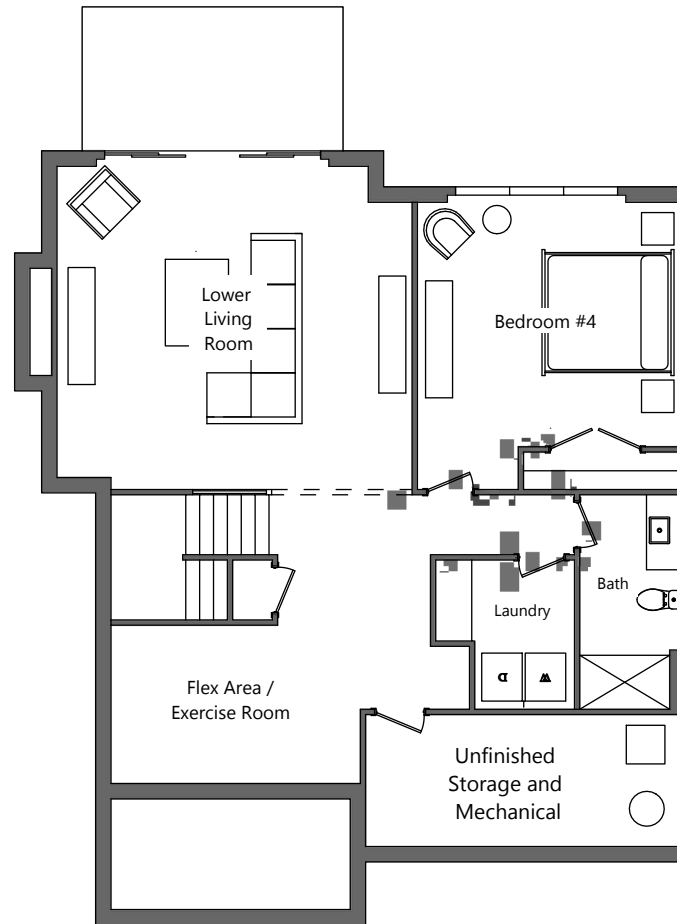 Lower
Living
Room
Bedroom #4
Bath
Laundry
D
W
Flex Area /
Exercise Room
Unfinished
Storage and
Mechanical